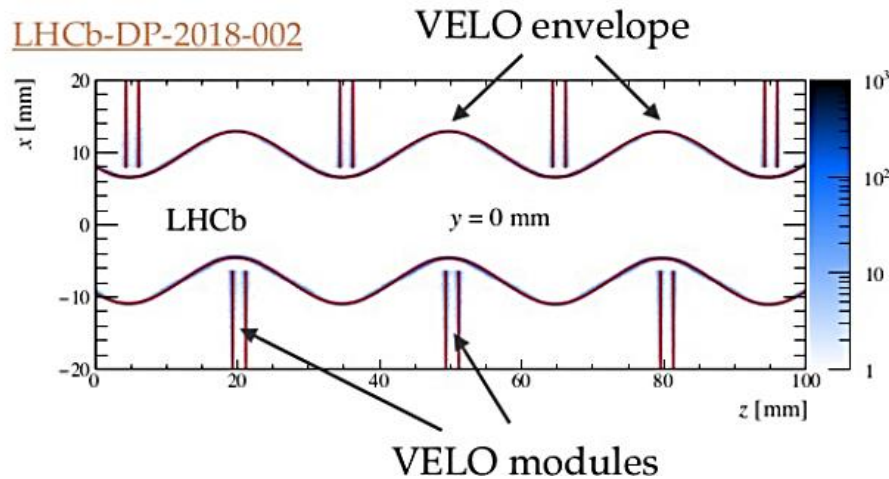 LHCb-DP-2018-002
VELO envelope
x [mm]
20
10
0
−10
−20
LHCb
y = 0 mm
10³
10²
10
1
0
20
40
60
80
100
z [mm]
VELO modules